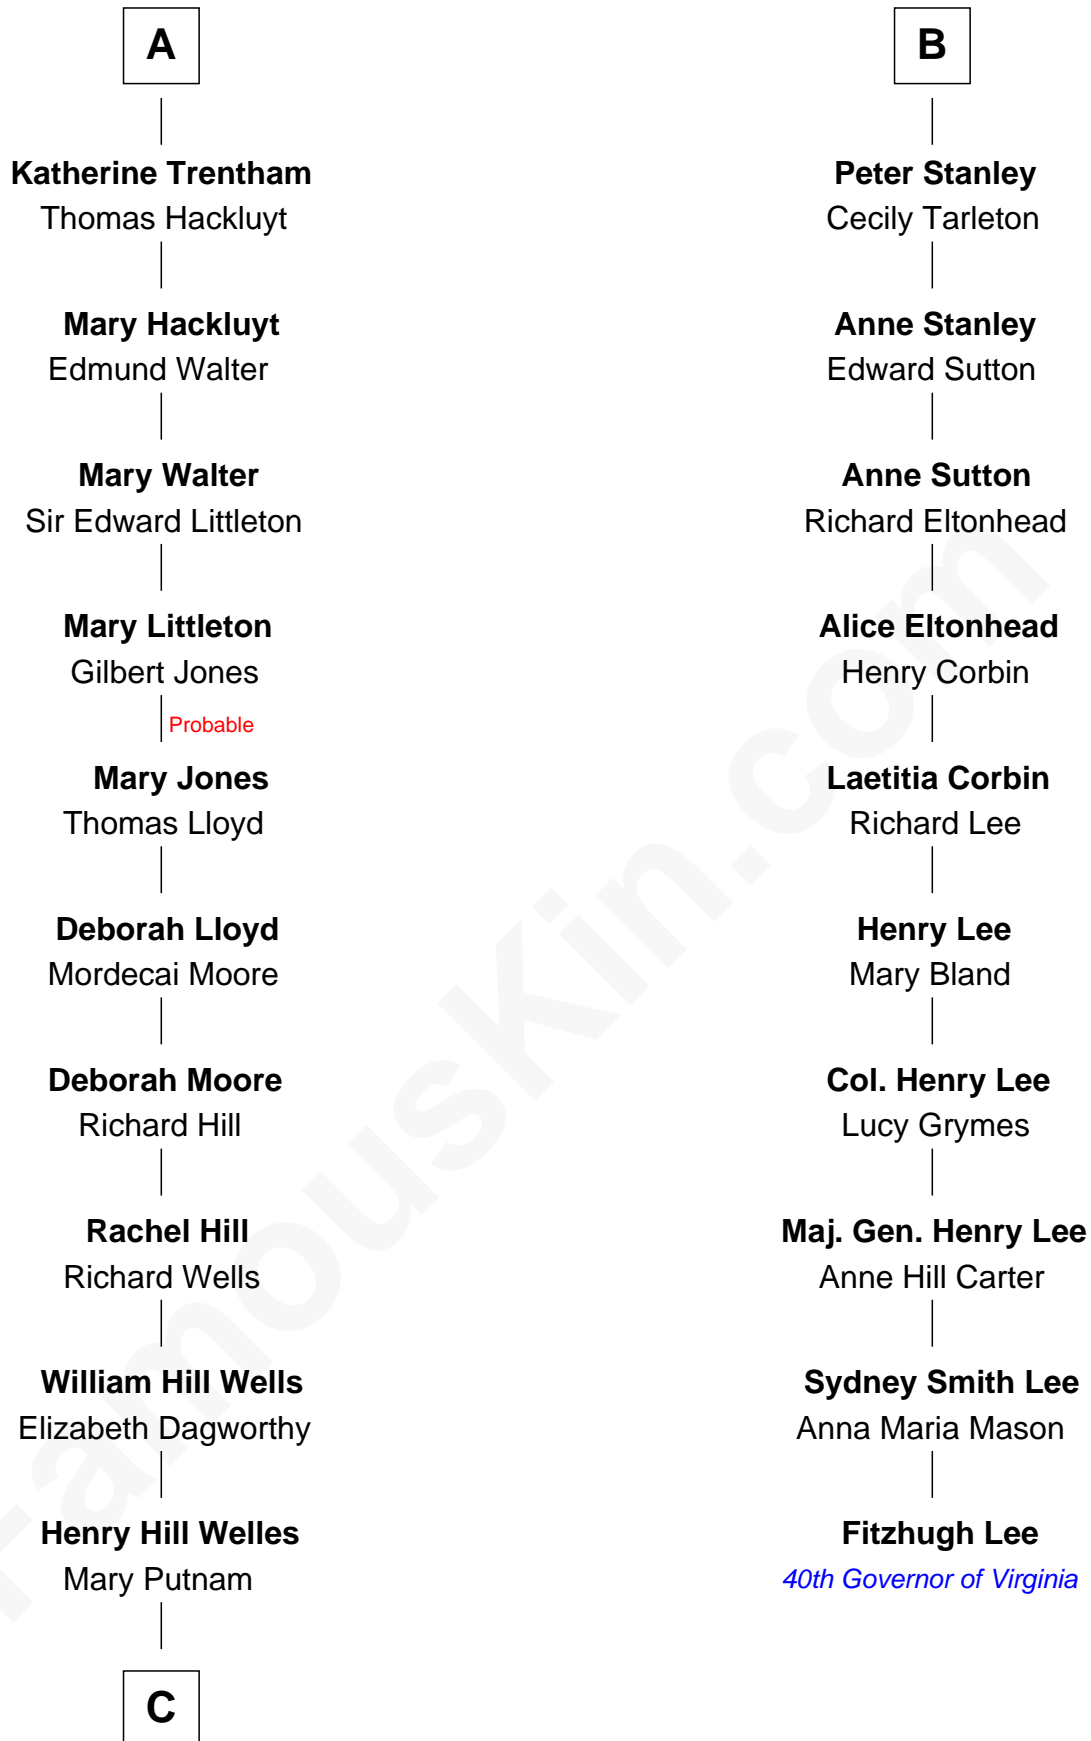 A
Katherine Trentham
Thomas Hackluyt
Mary Hackluyt
Edmund Walter
Mary Walter
Sir Edward Littleton
Mary Littleton
Gilbert Jones
Probable
Mary Jones
Thomas Lloyd
Deborah Lloyd
Mordecai Moore
Deborah Moore
Richard Hill
Rachel Hill
Richard Wells
William Hill Wells
Elizabeth Dagworthy
Henry Hill Welles
Mary Putnam
C
B
Peter Stanley
Cecily Tarleton
Anne Stanley
Edward Sutton
Anne Sutton
Richard Eltonhead
Alice Eltonhead
Henry Corbin
Laetitia Corbin
Richard Lee
Henry Lee
Mary Bland
Col. Henry Lee
Lucy Grymes
Maj. Gen. Henry Lee
Anne Hill Carter
Sydney Smith Lee
Anna Maria Mason
Fitzhugh Lee
40th Governor of Virginia
FamousKin.com